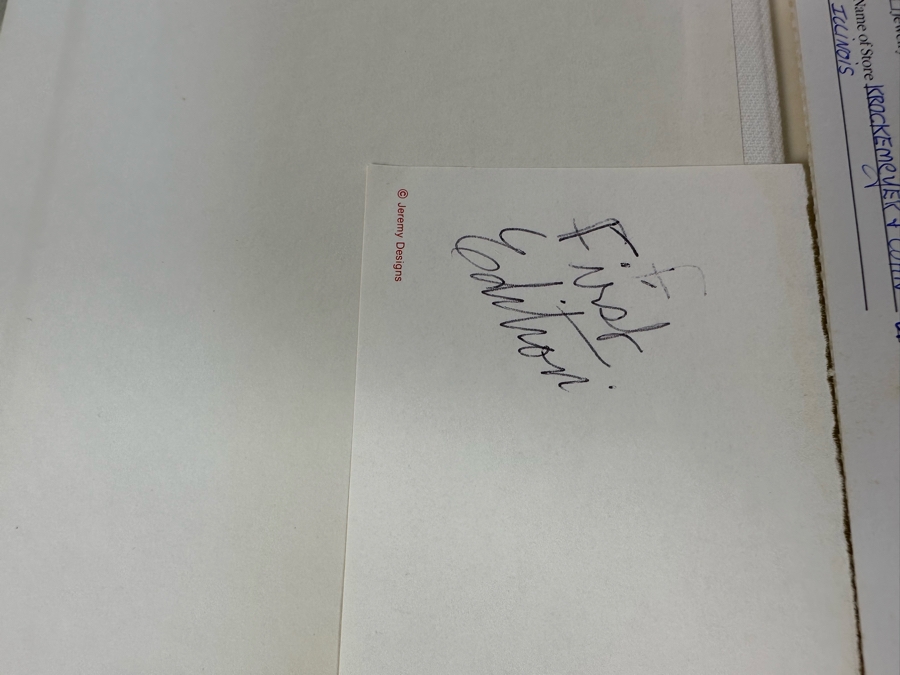 First
Edition
© Jeremy Designs
Name of Store KROCKEMEYER &
ILLINOIS